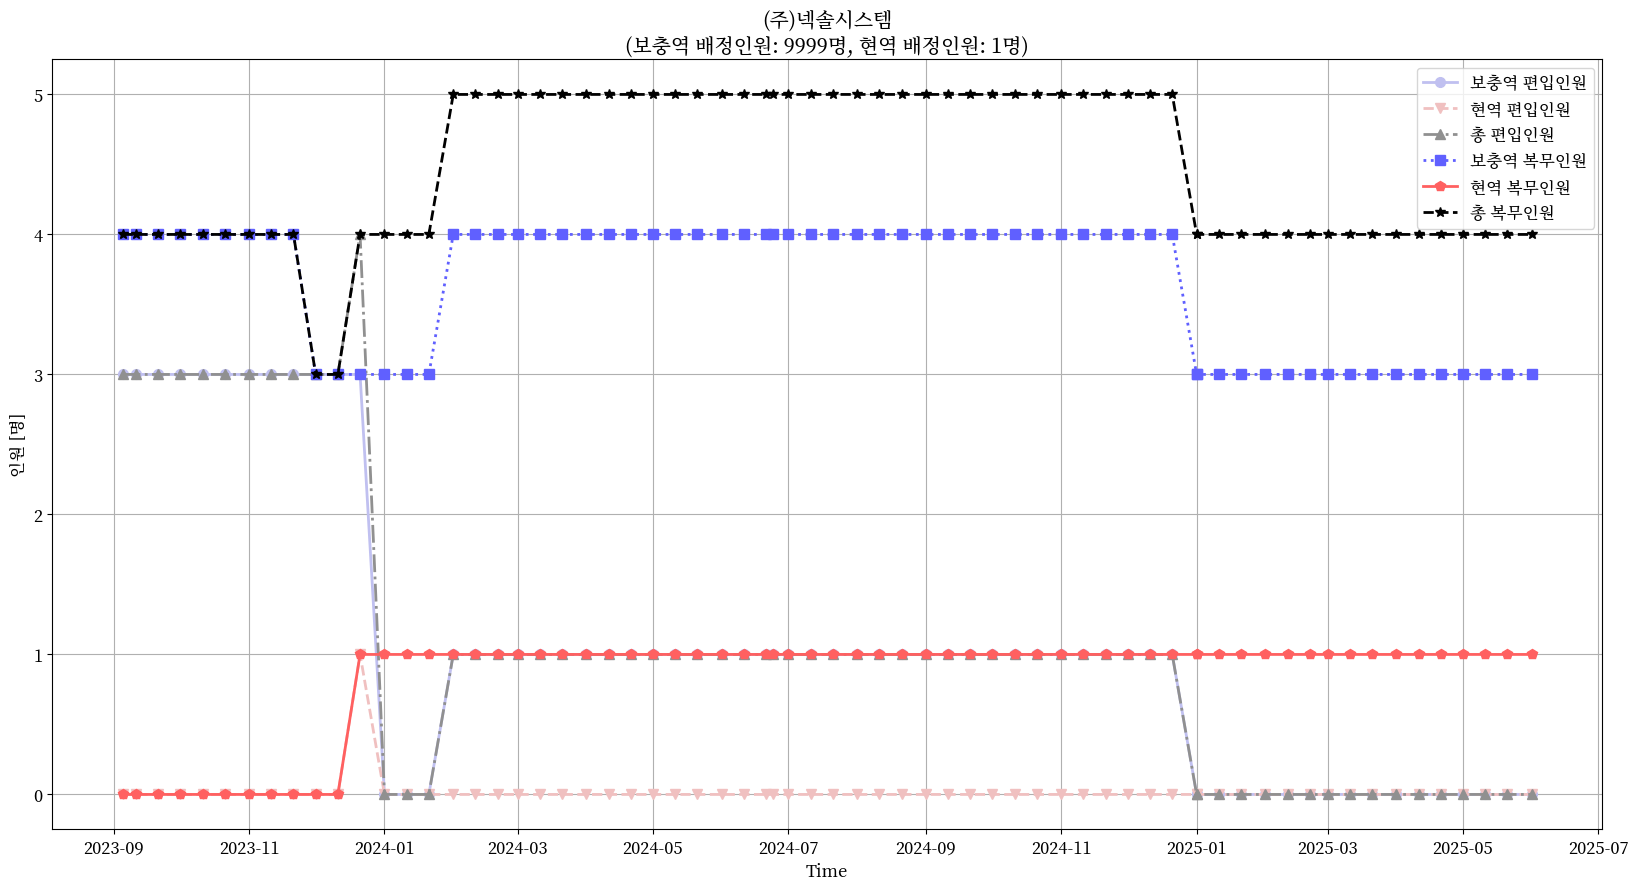 (주)넥솔시스템
(보충역 배정인원: 9999명, 현역 배정인원: 1명)
보충역 편입인원
현역 편입인원
총 편입인원
보충역 복무인원
현역 복무인원
총 복무인원
인원 [명]
5
4
3
2
1
0
2023-09
2023-11
2024-01
2024-03
2024-05
2024-07
2024-09
2024-11
2025-01
2025-03
2025-05
2025-07
Time